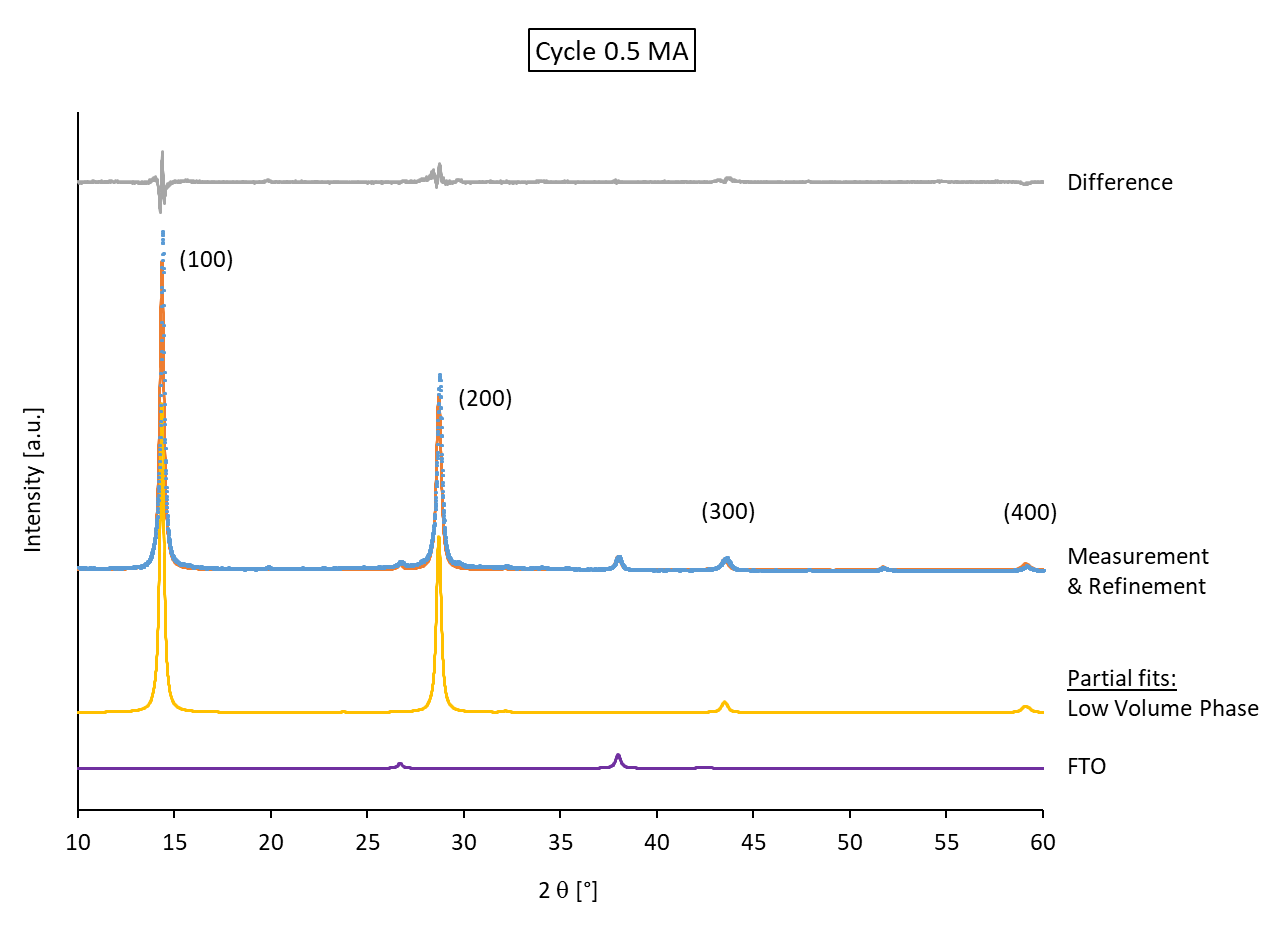 Cycle 0.5 MA
Difference
(100)
(200)
(300)
(400)
Intensity [a.u.]
Measurement
& Refinement
Partial fits:
Low Volume Phase
FTO
10 15 20 25 30 35 40 45 50 55 60
2 θ [°]